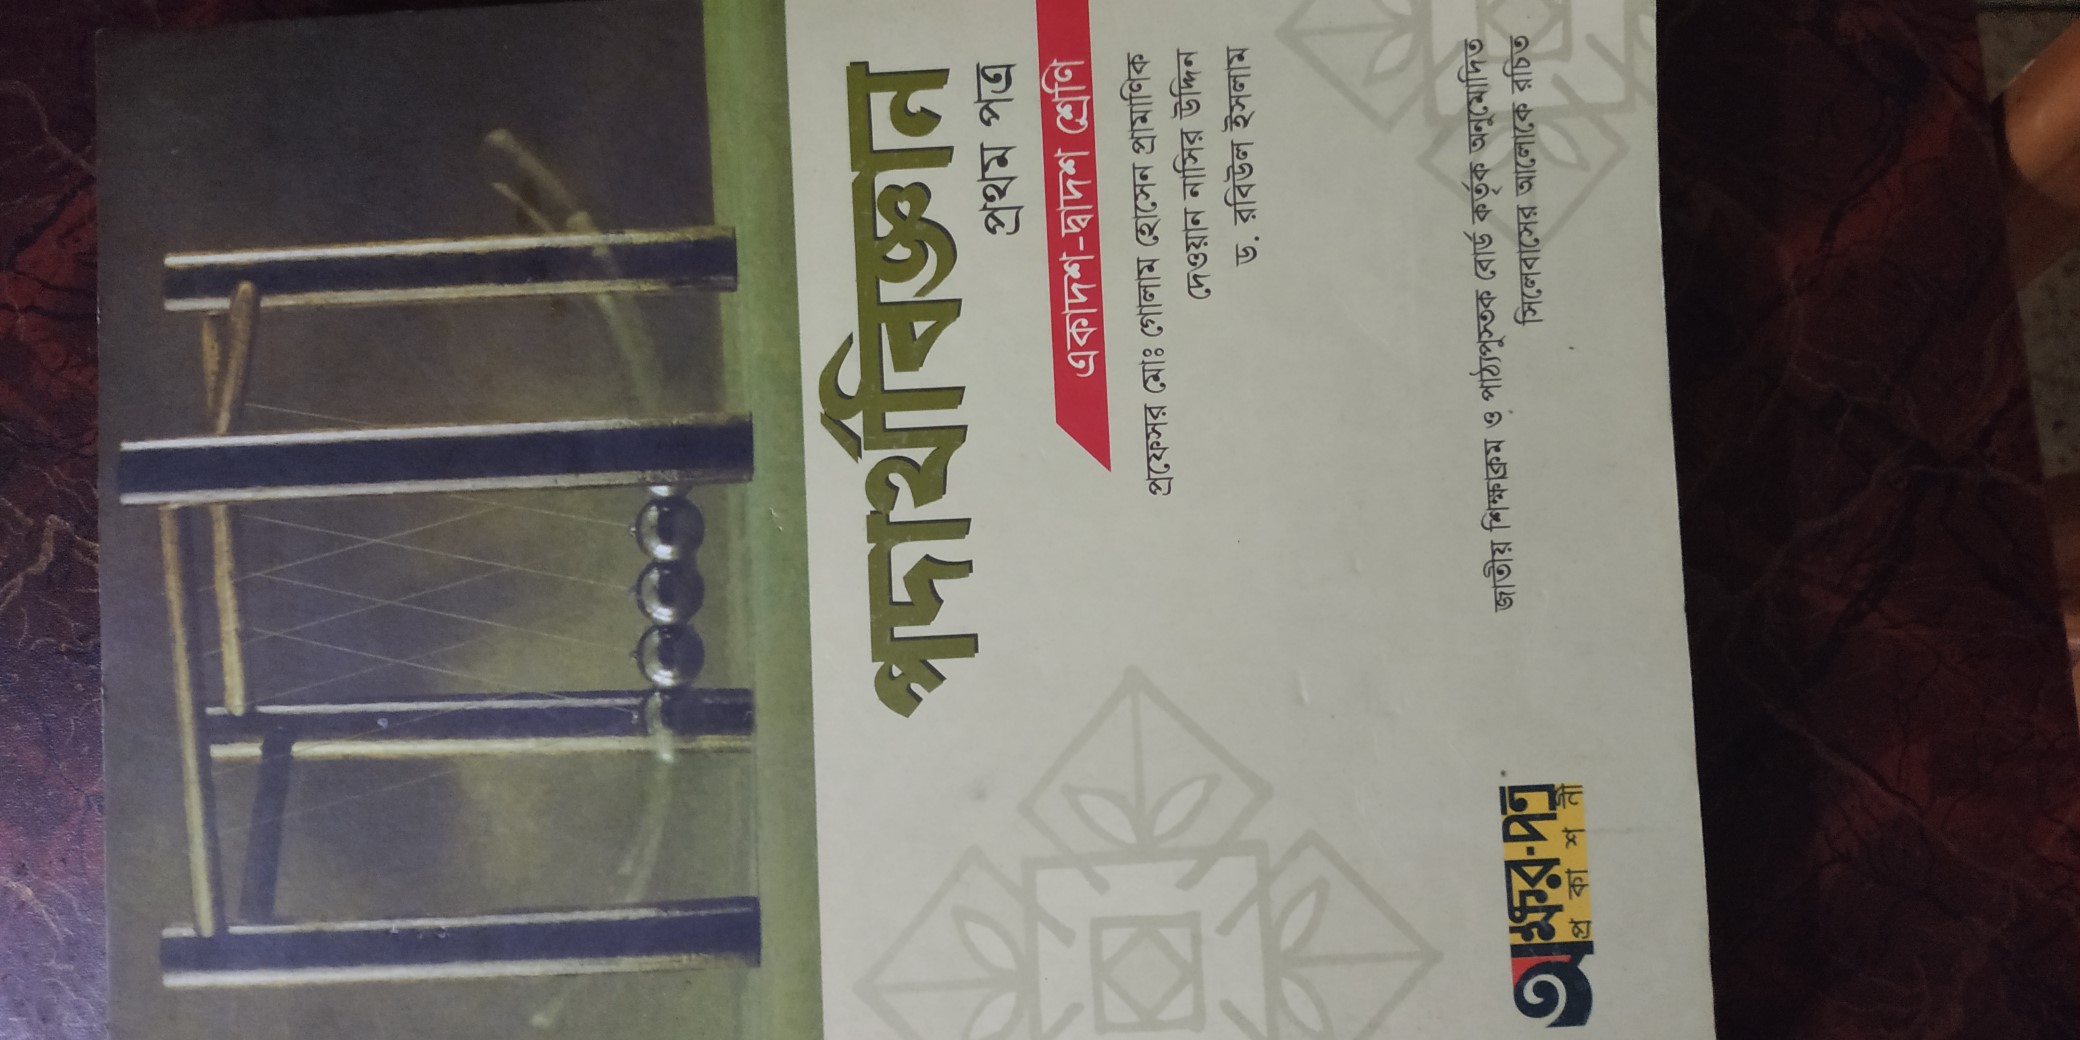 পদার্থবিজ্ঞান
প্রথম পত্র
একাদশ-দ্বাদশ শ্রেণি
প্রফেসর মোঃ গোলাম হোসেন প্রামাণিক
দেওয়ান নাসির উদ্দিন
ড. রবিউল ইসলাম
জাতীয় শিক্ষাক্রম ও পাঠ্যপুস্তক বোর্ড কর্তৃক অনুমোদিত
সিলেবাসের আলোকে রচিত
অক্ষর-পত্র
প্রকাশনী